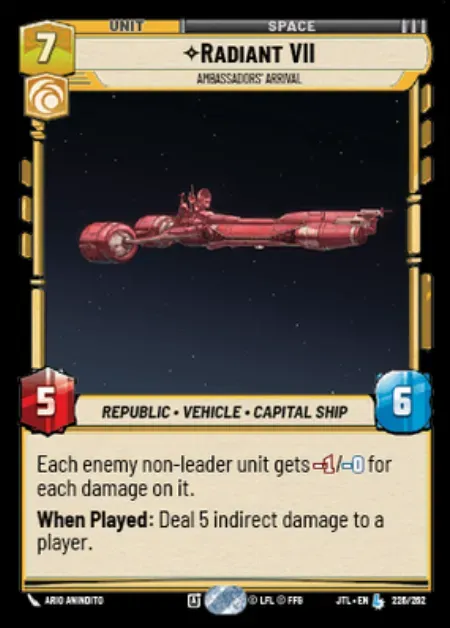 UNIT
SPACE
7
RADIANT VII
AMBASSADORS' ARRIVAL
5
REPUBLIC • VEHICLE • CAPITAL SHIP
6
Each enemy non-leader unit gets -1/-0 for
each damage on it.
When Played: Deal 5 indirect damage to a
player.
ARIO ANINDITO
A
© LFL © FFG
JTL • EN
226/262